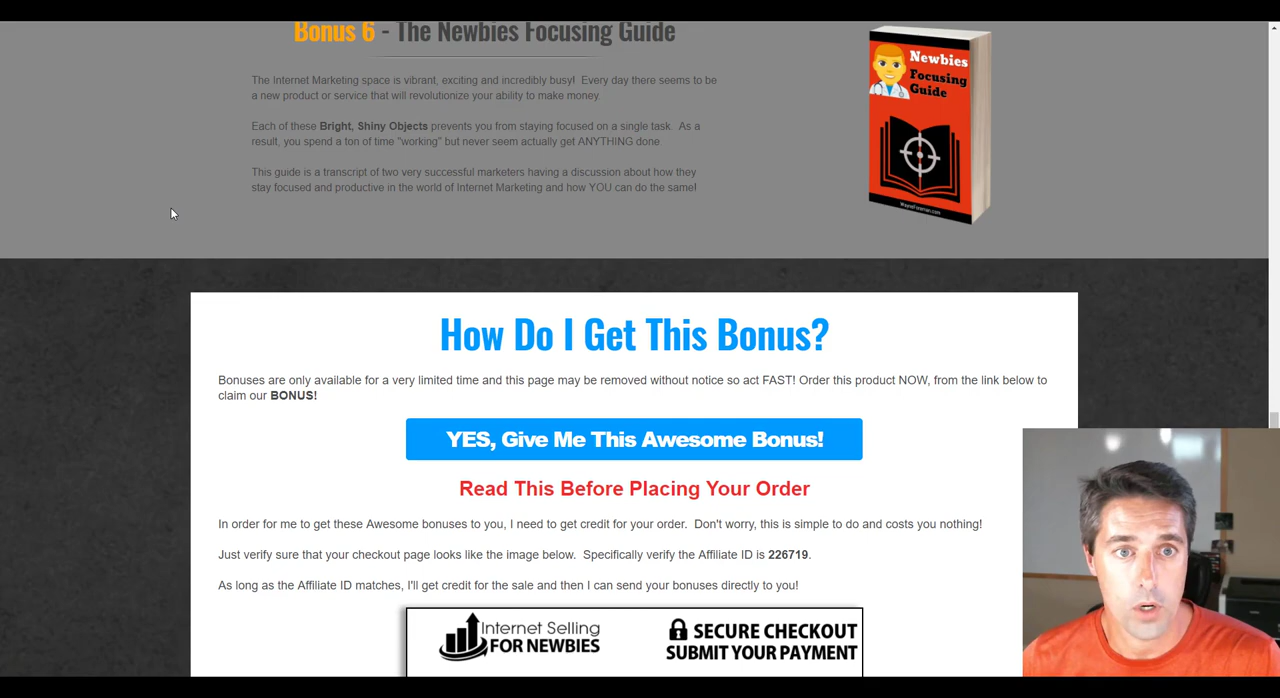 Bonus 6 - The Newbies Focusing Guide
The Internet Marketing space is vibrant, exciting and incredibly busy! Every day there seems to be
a new product or service that will revolutionize your ability to make money.
Each of these Bright, Shiny Objects prevents you from staying focused on a single task. As a
result, you spend a ton of time "working" but never seem actually get ANYTHING done
This guide is a transcript of two very successful marketers having a discussion about how they
stay focused and productive in the world of Internet Marketing and how YOU can do the same!
Newbies
Focusing
Guide
WayneForeman.com
How Do I Get This Bonus?
Bonuses are only available for a very limited time and this page may be removed without notice so act FAST! Order this product NOW, from the link below to
claim our BONUS!
YES, Give Me This Awesome Bonus!
Read This Before Placing Your Order
In order for me to get these Awesome bonuses to you, I need to get credit for your order. Don't worry, this is simple to do and costs you nothing!
Just verify sure that your checkout page looks like the image below. Specifically verify the Affiliate ID is 226719.
As long as the Affiliate ID matches, I'll get credit for the sale and then I can send your bonuses directly to you!
Internet Selling
FOR NEWBIES
SECURE CHECKOUT
SUBMIT YOUR PAYMENT